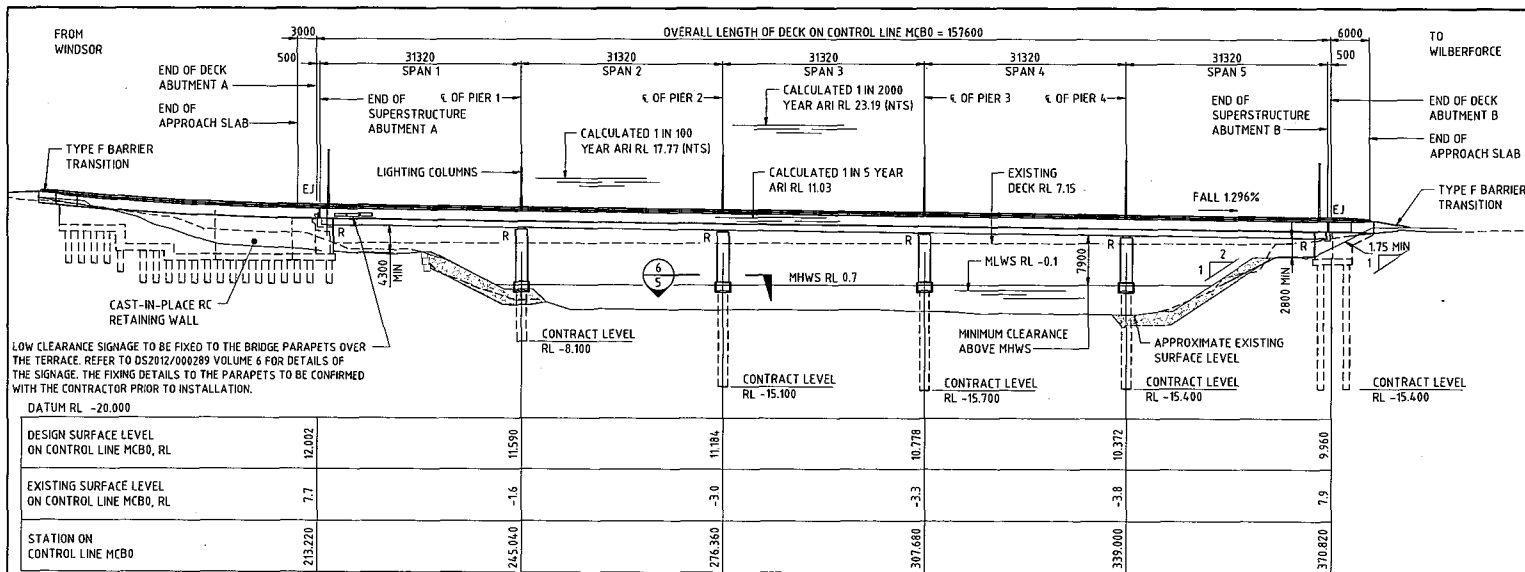 FROM
WINDSOR
3000
OVERALL LENGTH OF DECK ON CONTROL LINE MCB0 = 157600
6000
TO
WILBERFORCE
500
31320
SPAN 1
31320
SPAN 2
31320
SPAN 3
31320
SPAN 4
31320
SPAN 5
500
END OF DECK
ABUTMENT A
END OF
APPROACH SLAB
END OF
SUPERSTRUCTURE
ABUTMENT A
℄ OF PIER 1
℄ OF PIER 2
CALCULATED 1 IN 2000
YEAR ARI RL 23.19 (NTS)
℄ OF PIER 3
℄ OF PIER 4
END OF
SUPERSTRUCTURE
ABUTMENT B
END OF DECK
ABUTMENT B
END OF
APPROACH SLAB
CALCULATED 1 IN 100
YEAR ARI RL 17.77 (NTS)
TYPE F BARRIER
TRANSITION
LIGHTING COLUMNS
CALCULATED 1 IN 5 YEAR
ARI RL 11.03
EXISTING
DECK RL 7.15
FALL 1.296%
TYPE F BARRIER
TRANSITION
EJ
EJ
R
R
R
R
R
R
4300
MIN
6
5
MHWS RL 0.7
MLWS RL -0.1
7900
1
2
2800 MIN
1.75 MIN
1
CAST-IN-PLACE RC
RETAINING WALL
CONTRACT LEVEL
RL -8.100
MINIMUM CLEARANCE
ABOVE MHWS
APPROXIMATE EXISTING
SURFACE LEVEL
LOW CLEARANCE SIGNAGE TO BE FIXED TO THE BRIDGE PARAPETS OVER
THE TERRACE. REFER TO DS2012/000289 VOLUME 6 FOR DETAILS OF
THE SIGNAGE. THE FIXING DETAILS TO THE PARAPETS TO BE CONFIRMED
WITH THE CONTRACTOR PRIOR TO INSTALLATION.
CONTRACT LEVEL
RL -15.100
CONTRACT LEVEL
RL -15.700
CONTRACT LEVEL
RL -15.400
CONTRACT LEVEL
RL -15.400
DATUM RL -20.000
DESIGN SURFACE LEVEL
ON CONTROL LINE MCB0, RL
12.002
11.590
11.184
10.778
10.372
9.960
EXISTING SURFACE LEVEL
ON CONTROL LINE MCB0, RL
7.7
-1.6
-3.0
-3.3
-3.8
7.9
STATION ON
CONTROL LINE MCB0
213.220
245.040
276.360
307.680
339.000
370.820